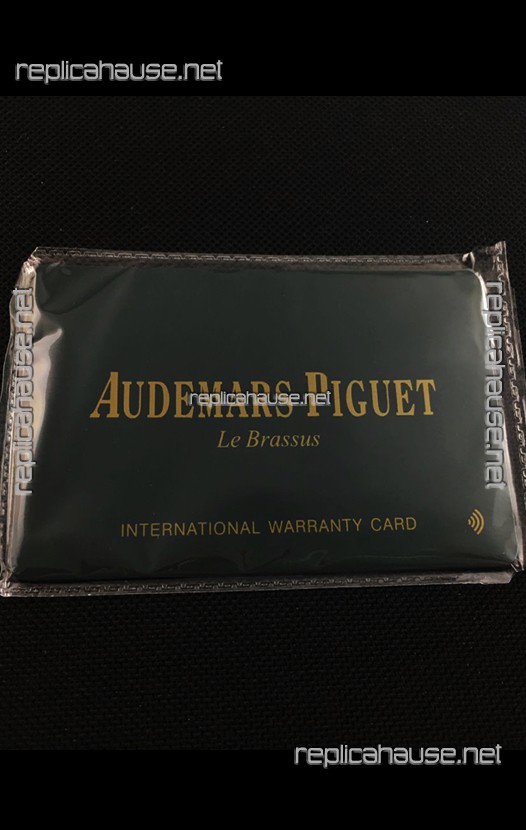 replicahause.net
replicahause.net
replicahause.net
AUDEMARS PIGUET
replicahause.net
Le Brassus
INTERNATIONAL WARRANTY CARD
replicahause.net